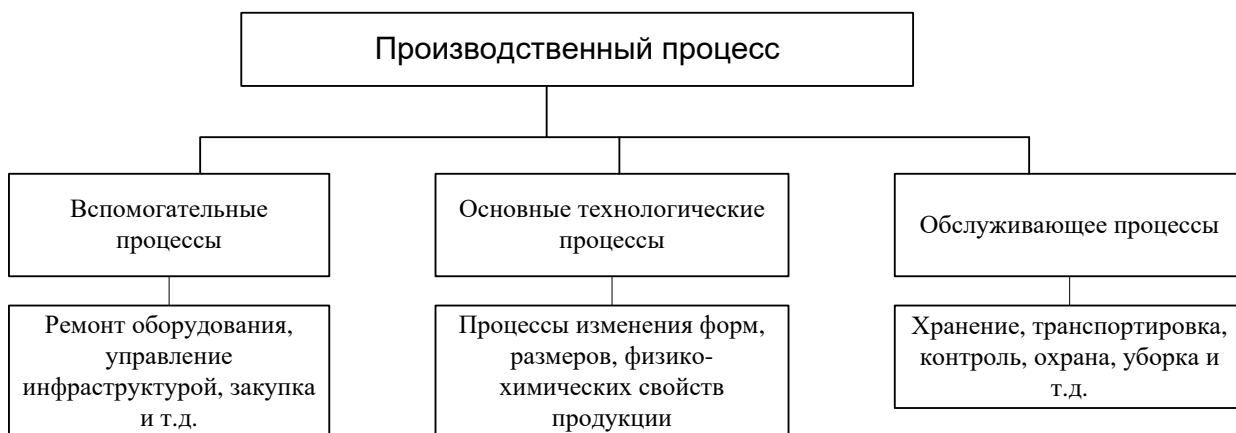 Производственный процесс
Вспомогательные
процессы
Основные технологические
процессы
Обслуживающее процессы
Ремонт оборудования,
управление
инфраструктурой, закупка
и т.д.
Процессы изменения форм,
размеров, физико-
химических свойств
продукции
Хранение, транспортировка,
контроль, охрана, уборка и
т.д.